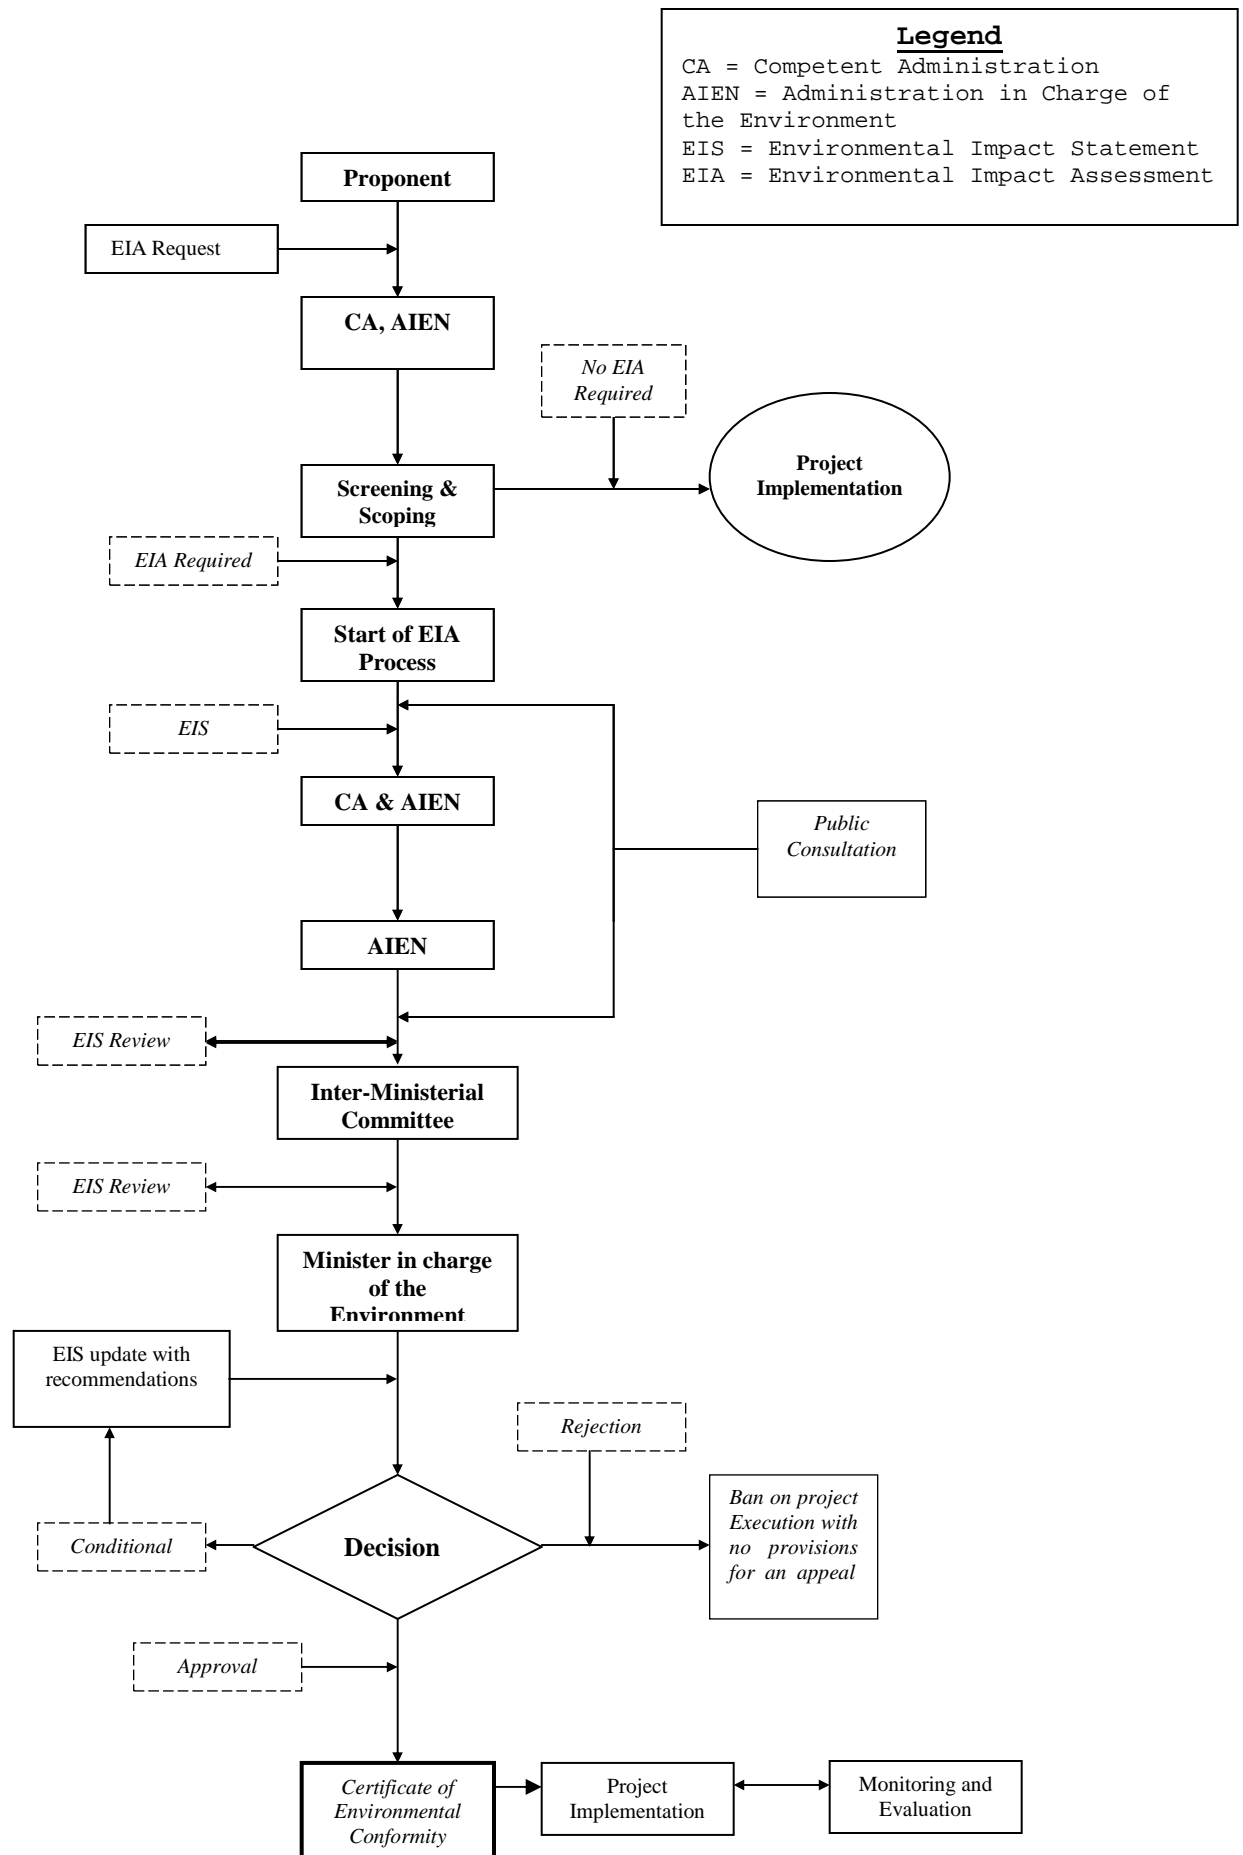 Legend
CA = Competent Administration
AIEN = Administration in Charge of
the Environment
EIS = Environmental Impact Statement
EIA = Environmental Impact Assessment
Proponent
EIA Request
CA, AIEN
No EIA
Required
Project
Implementation
Screening &
Scoping
EIA Required
Start of EIA
Process
EIS
CA & AIEN
Public
Consultation
AIEN
EIS Review
Inter-Ministerial
Committee
EIS Review
Minister in charge
of the
Environment
EIS update with
recommendations
Rejection
Ban on project
Execution with
no provisions
for an appeal
Conditional
Decision
Approval
Certificate of
Environmental
Conformity
Project
Implementation
Monitoring and
Evaluation